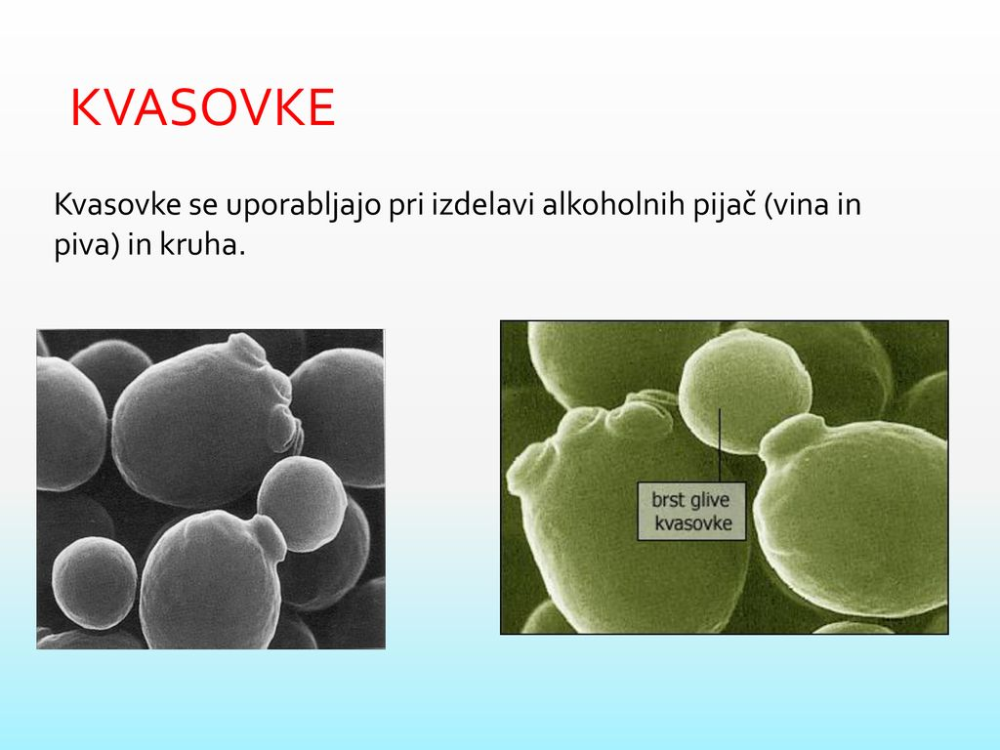 KVASOVKE
Kvasovke se uporabljajo pri izdelavi alkoholnih pijač (vina in
piva) in kruha.
brst glive
kvasovke